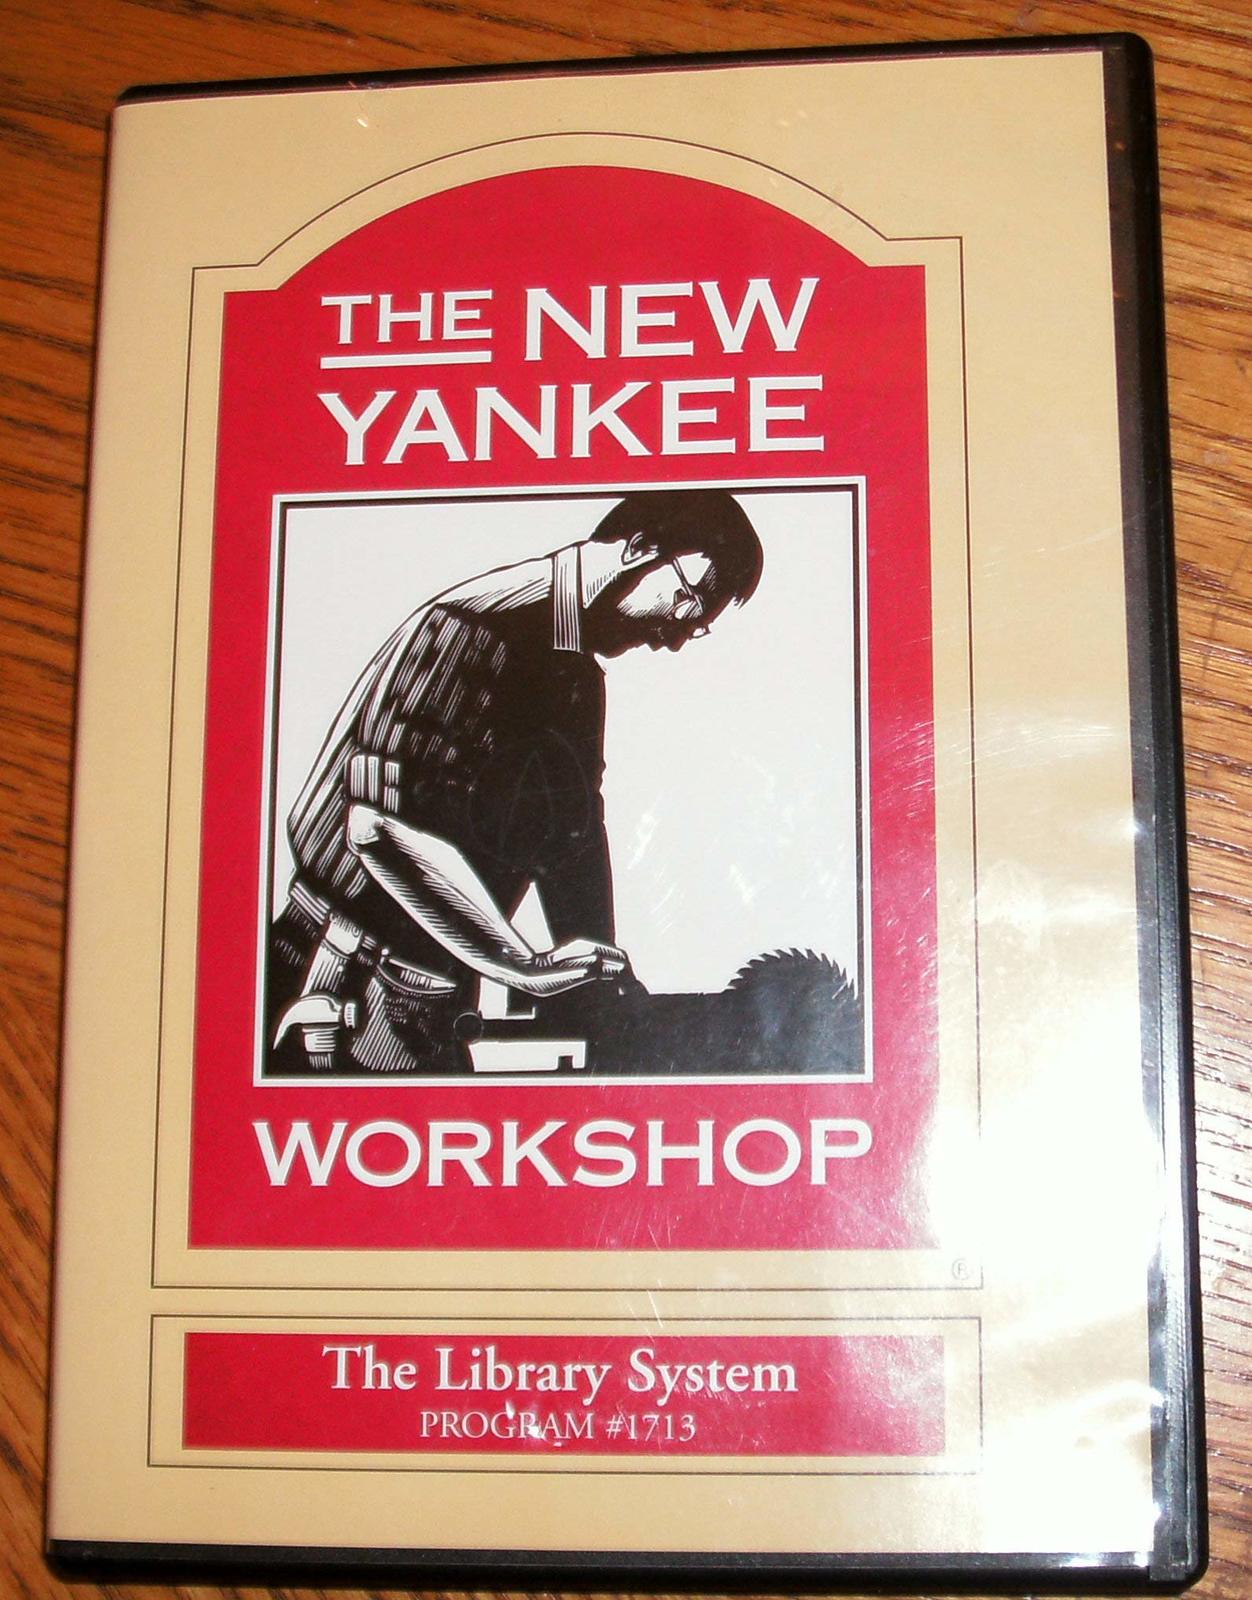 THE NEW
YANKEE
WORKSHOP
®
The Library System
PROGRAM #1713